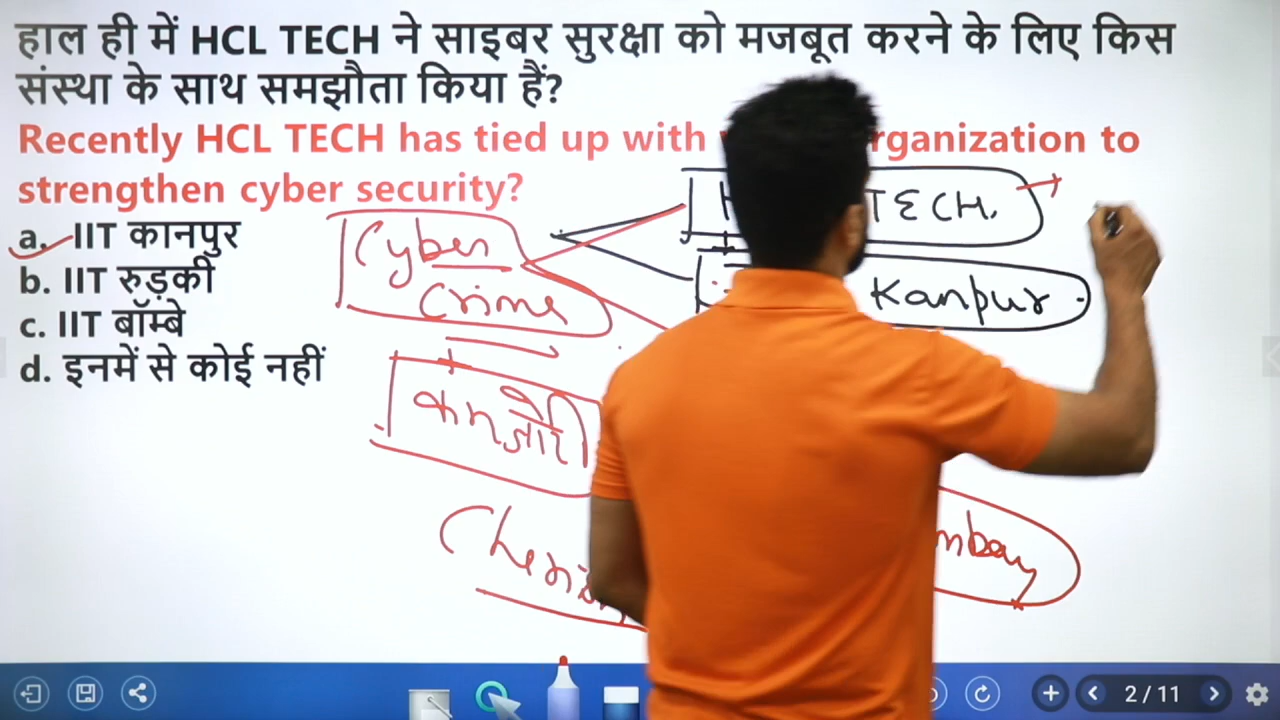 हाल ही में HCL TECH ने साइबर सुरक्षा को मजबूत करने के लिए किस
संस्था के साथ समझौता किया हैं?
Recently HCL TECH has tied up with rganization to
strengthen cyber security?
a. IIT कानपुर
b. IIT रुड़की
c. IIT बॉम्बे
d. इनमें से कोई नहीं
TECH.
Kanpur
Cyber
Crime
mbay
2 / 11